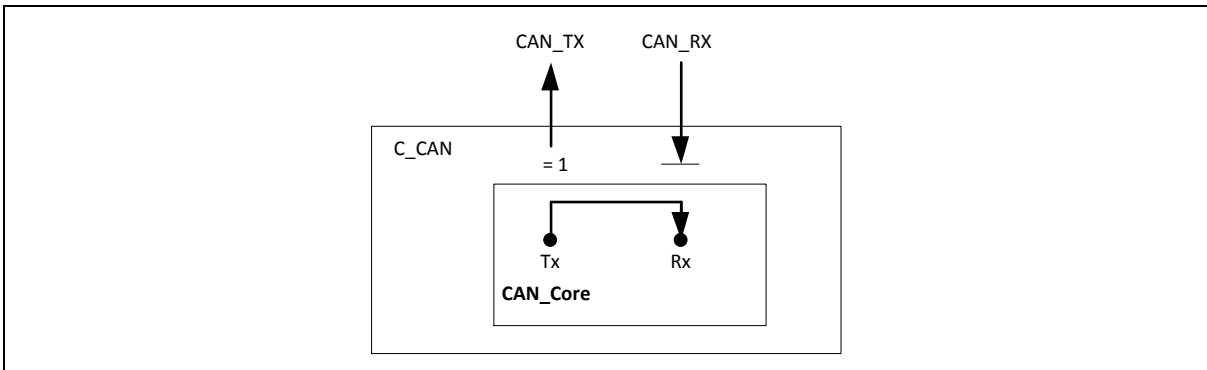 CAN_TX CAN_RX
C_CAN
= 1
Tx Rx
CAN_Core